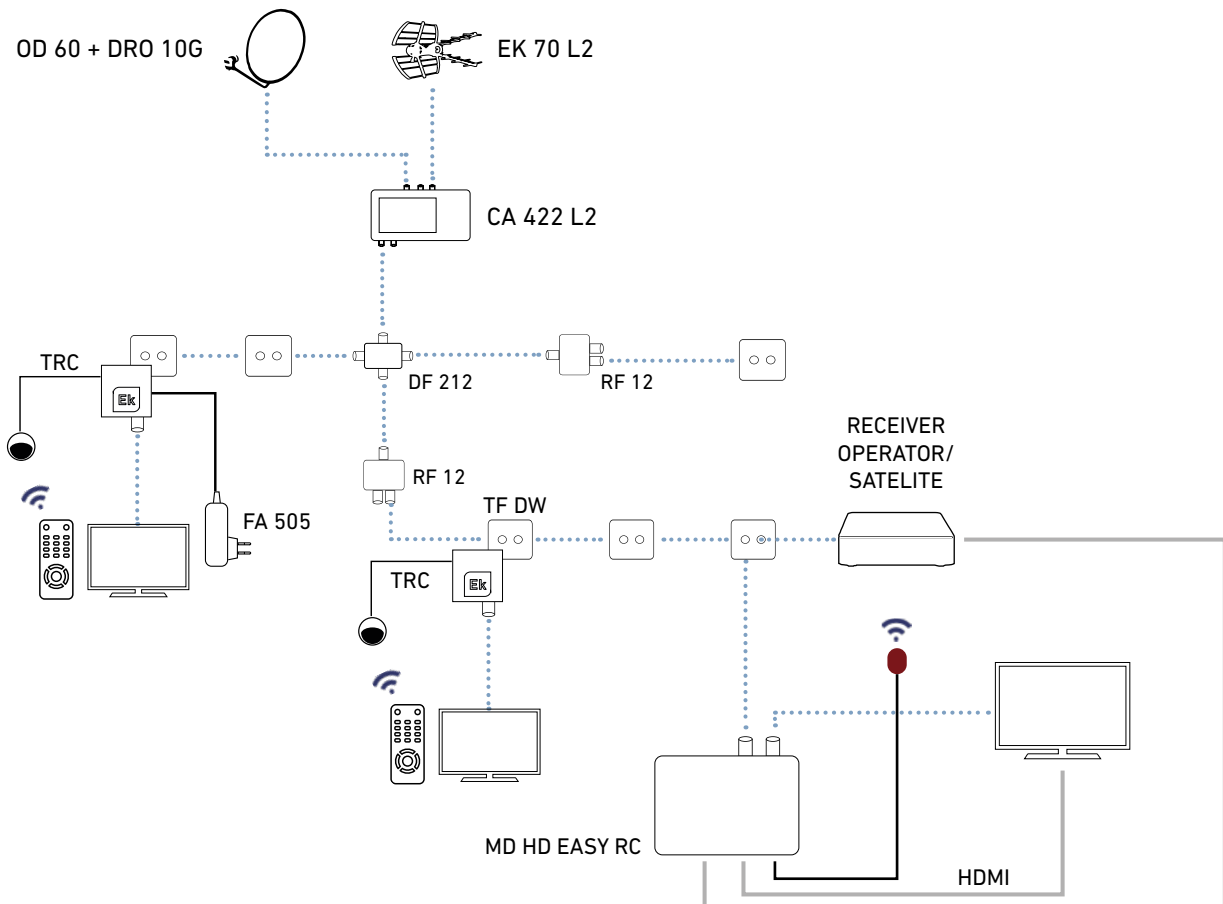 OD 60 + DRO 10G
EK 70 L2
CA 422 L2
TRC
Ek
DF 212
RF 12
RECEIVER
OPERATOR/
SATELITE
RF 12
TF DW
FA 505
TRC
Ek
MD HD EASY RC
HDMI